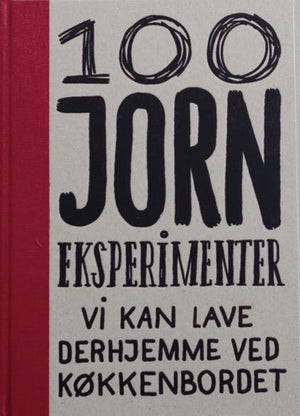 100
JORN
EKSPERiMENTER
Vi KAN LAVE
DERHJEMME VED
KØKKENBORDET